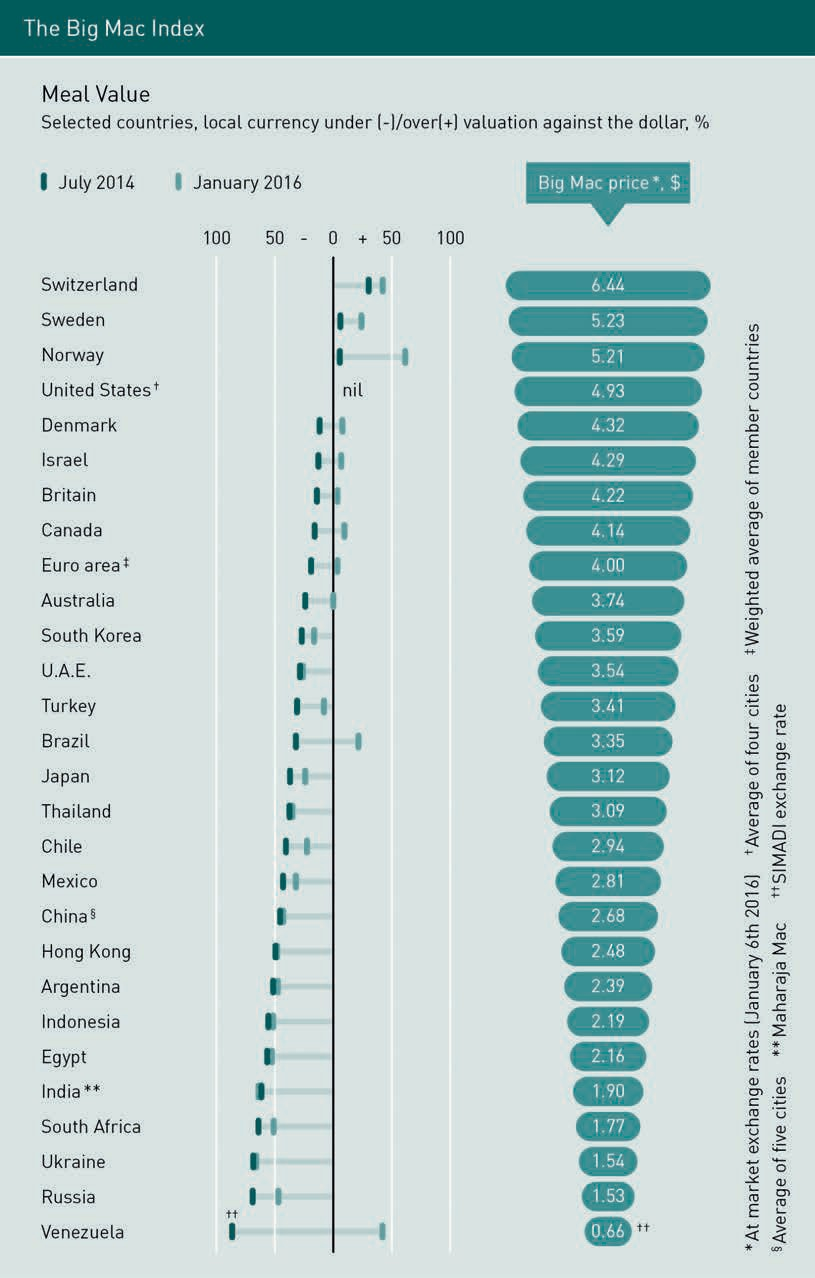 The Big Mac Index
Meal Value
Selected countries, local currency under (-)/over(+) valuation against the dollar, %
July 2014 January 2016 Big Mac price*, $
100 50 - 0 + 50 100
Switzerland 6.44
Sweden 5.23
Norway 5.21
United States† nil 4.93
Denmark 4.32
Israel 4.29
Britain 4.22
Canada 4.14
Euro area‡ 4.00
Australia 3.74
South Korea 3.59
U.A.E. 3.54
Turkey 3.41
Brazil 3.35
Japan 3.12
Thailand 3.09
Chile 2.94
Mexico 2.81
China§ 2.68
Hong Kong 2.48
Argentina 2.39
Indonesia 2.19
Egypt 2.16
India** 1.90
South Africa 1.77
Ukraine 1.54
Russia 1.53
††
Venezuela 0.66 ††
*At market exchange rates (January 6th 2016) †Average of four cities ‡Weighted average of member countries
§Average of five cities **Maharaja Mac ††SIMADI exchange rate